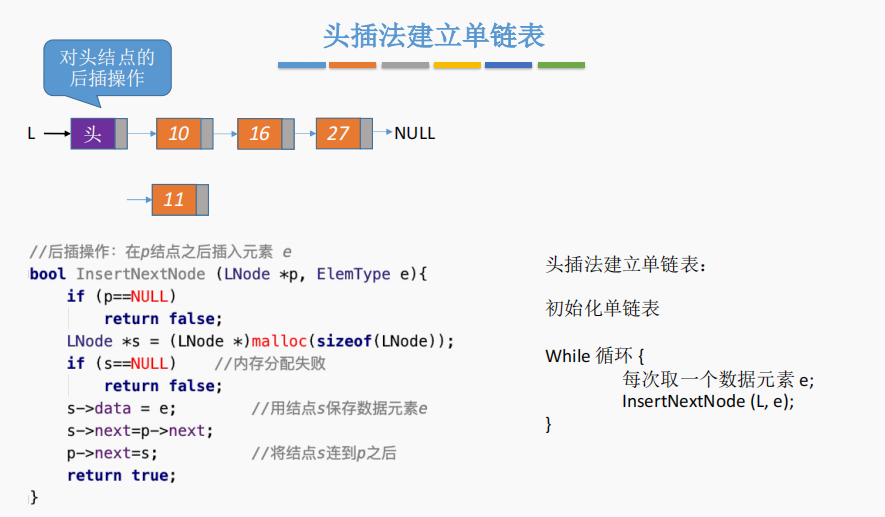 头插法建立单链表
对头结点的
后插操作
L 头 10 16 27 NULL
11
//后插操作：在p结点之后插入元素 e
bool InsertNextNode (LNode *p, ElemType e){
if (p==NULL)
return false;
LNode *s = (LNode *)malloc(sizeof(LNode));
if (s==NULL) //内存分配失败
return false;
s->data = e; //用结点s保存数据元素e
s->next=p->next;
p->next=s; //将结点s连到p之后
return true;
}
头插法建立单链表：
初始化单链表
While 循环 {
每次取一个数据元素 e;
InsertNextNode (L, e);
}